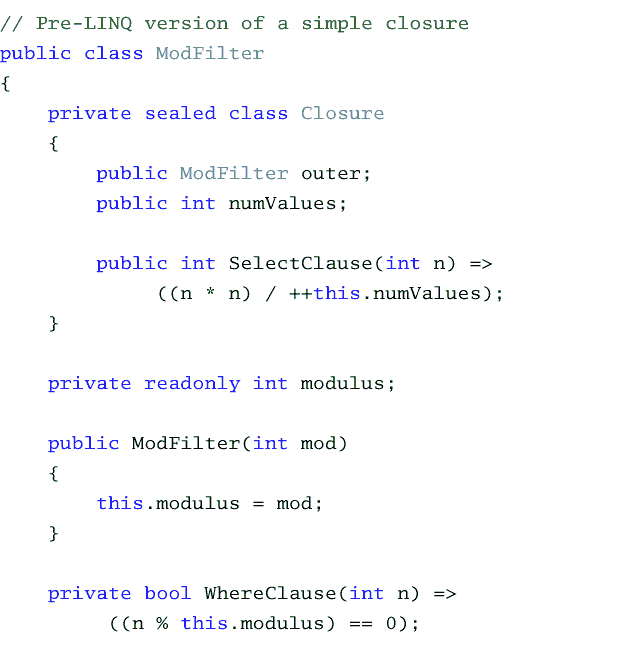 // Pre-LINQ version of a simple closure
public class ModFilter
{
    private sealed class Closure
    {
        public ModFilter outer;
        public int numValues;

        public int SelectClause(int n) =>
             ((n * n) / ++this.numValues);
    }

    private readonly int modulus;

    public ModFilter(int mod)
    {
        this.modulus = mod;
    }

    private bool WhereClause(int n) =>
         ((n % this.modulus) == 0);